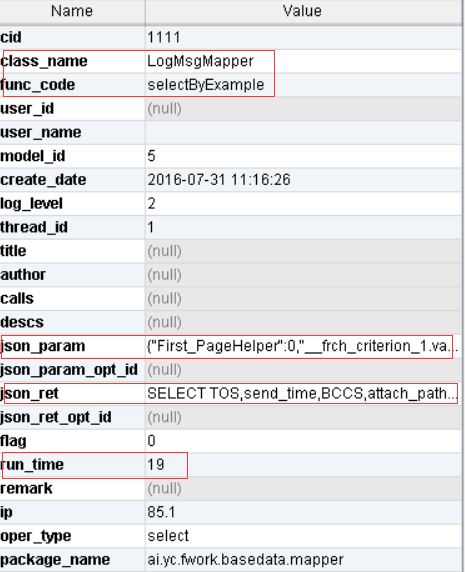 Name Value
cid 1111
class_name LogMsgMapper
func_code selectByExample
user_id (null)
user_name
model_id 5
create_date 2016-07-31 11:16:26
log_level 2
thread_id 1
title (null)
author (null)
calls (null)
descs (null)
json_param {"First_PageHelper":0,"__frch_criterion_1.va...
json_param_opt_id (null)
json_ret SELECT TOS,send_time,BCCS,attach_path...
json_ret_opt_id (null)
flag 0
run_time 19
remark (null)
ip 85.1
oper_type select
package_name ai.yc.fwork.basedata.mapper